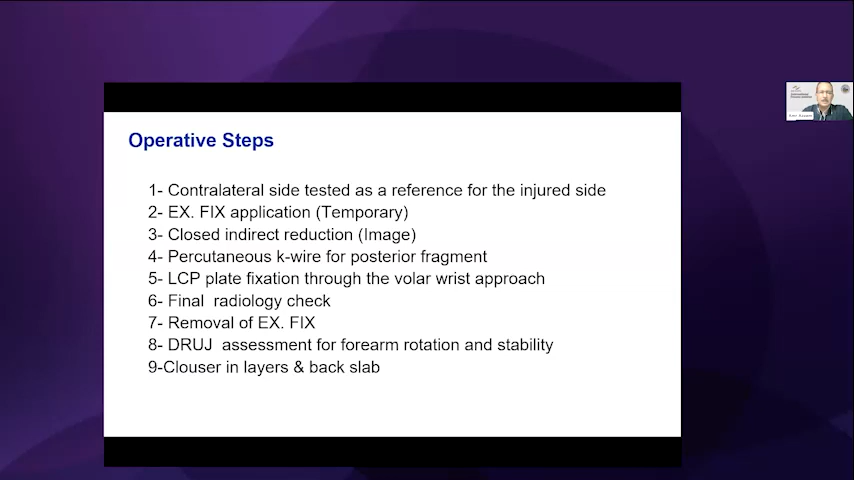 Operative Steps
1- Contralateral side tested as a reference for the injured side
2- EX. FIX application (Temporary)
3- Closed indirect reduction (Image)
4- Percutaneous k-wire for posterior fragment
5- LCP plate fixation through the volar wrist approach
6- Final radiology check
7- Removal of EX. FIX
8- DRUJ assessment for forearm rotation and stability
9-Clouser in layers & back slab